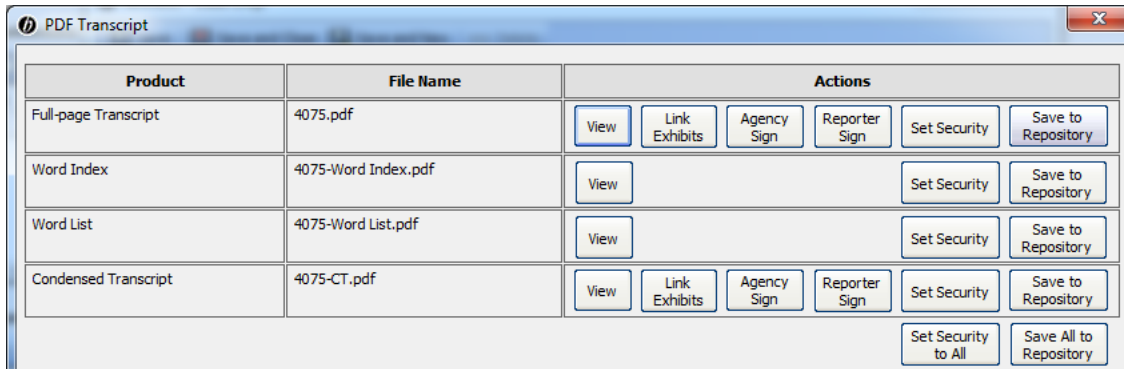 PDF Transcript
Product File Name Actions
Full-page Transcript 4075.pdf View Link Exhibits Agency Sign Reporter Sign Set Security Save to Repository
Word Index 4075-Word Index.pdf View Set Security Save to Repository
Word List 4075-Word List.pdf View Set Security Save to Repository
Condensed Transcript 4075-CT.pdf View Link Exhibits Agency Sign Reporter Sign Set Security Save to Repository
Set Security to All Save All to Repository